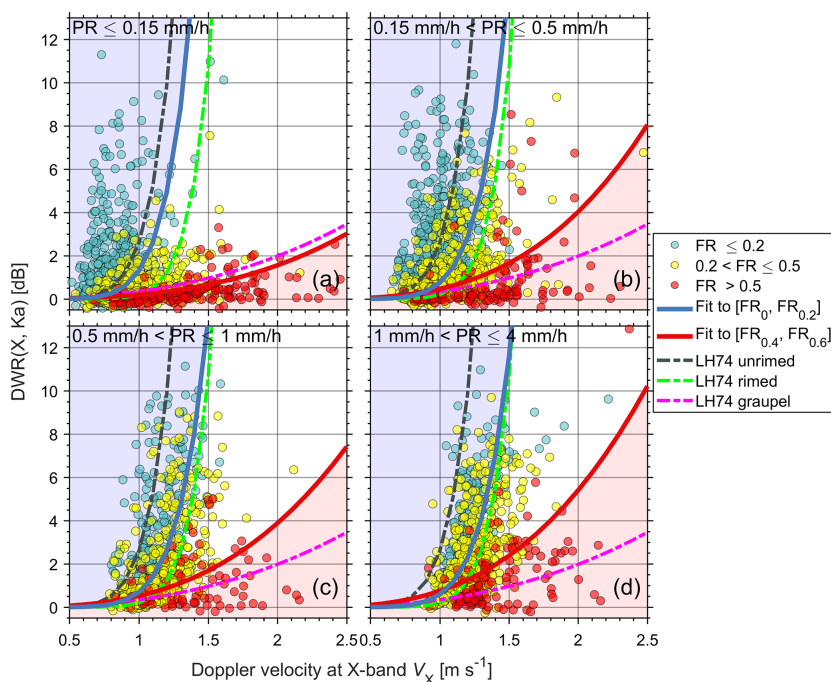 PR ≤ 0.15 mm/h
0.15 mm/h < PR ≤ 0.5 mm/h
12
10
8
6
4
2
0
(a)
(b)
DWR(X, Ka) [dB]
FR ≤ 0.2
0.2 < FR ≤ 0.5
FR > 0.5
Fit to [FR0, FR0.2]
Fit to [FR0.4, FR0.6]
LH74 unrimed
LH74 rimed
LH74 graupel
0.5 mm/h < PR ≤ 1 mm/h
1 mm/h < PR ≤ 4 mm/h
12
10
8
6
4
2
0
(c)
(d)
0.5 1 1.5 2 2.5 0.5 1 1.5 2 2.5
Doppler velocity at X-band VX [m s-1]